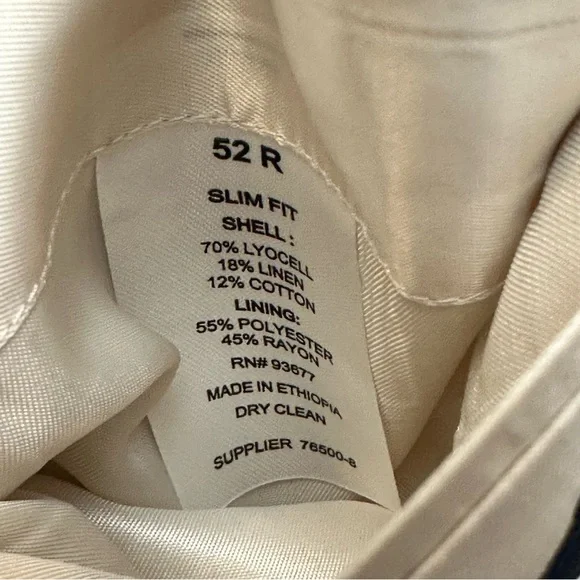 52 R
SLIM FIT
SHELL :
70% LYOCELL
18% LINEN
12% COTTON
LINING:
55% POLYESTER
45% RAYON
RN# 93677
MADE IN ETHIOPIA
DRY CLEAN
SUPPLIER 76500-8